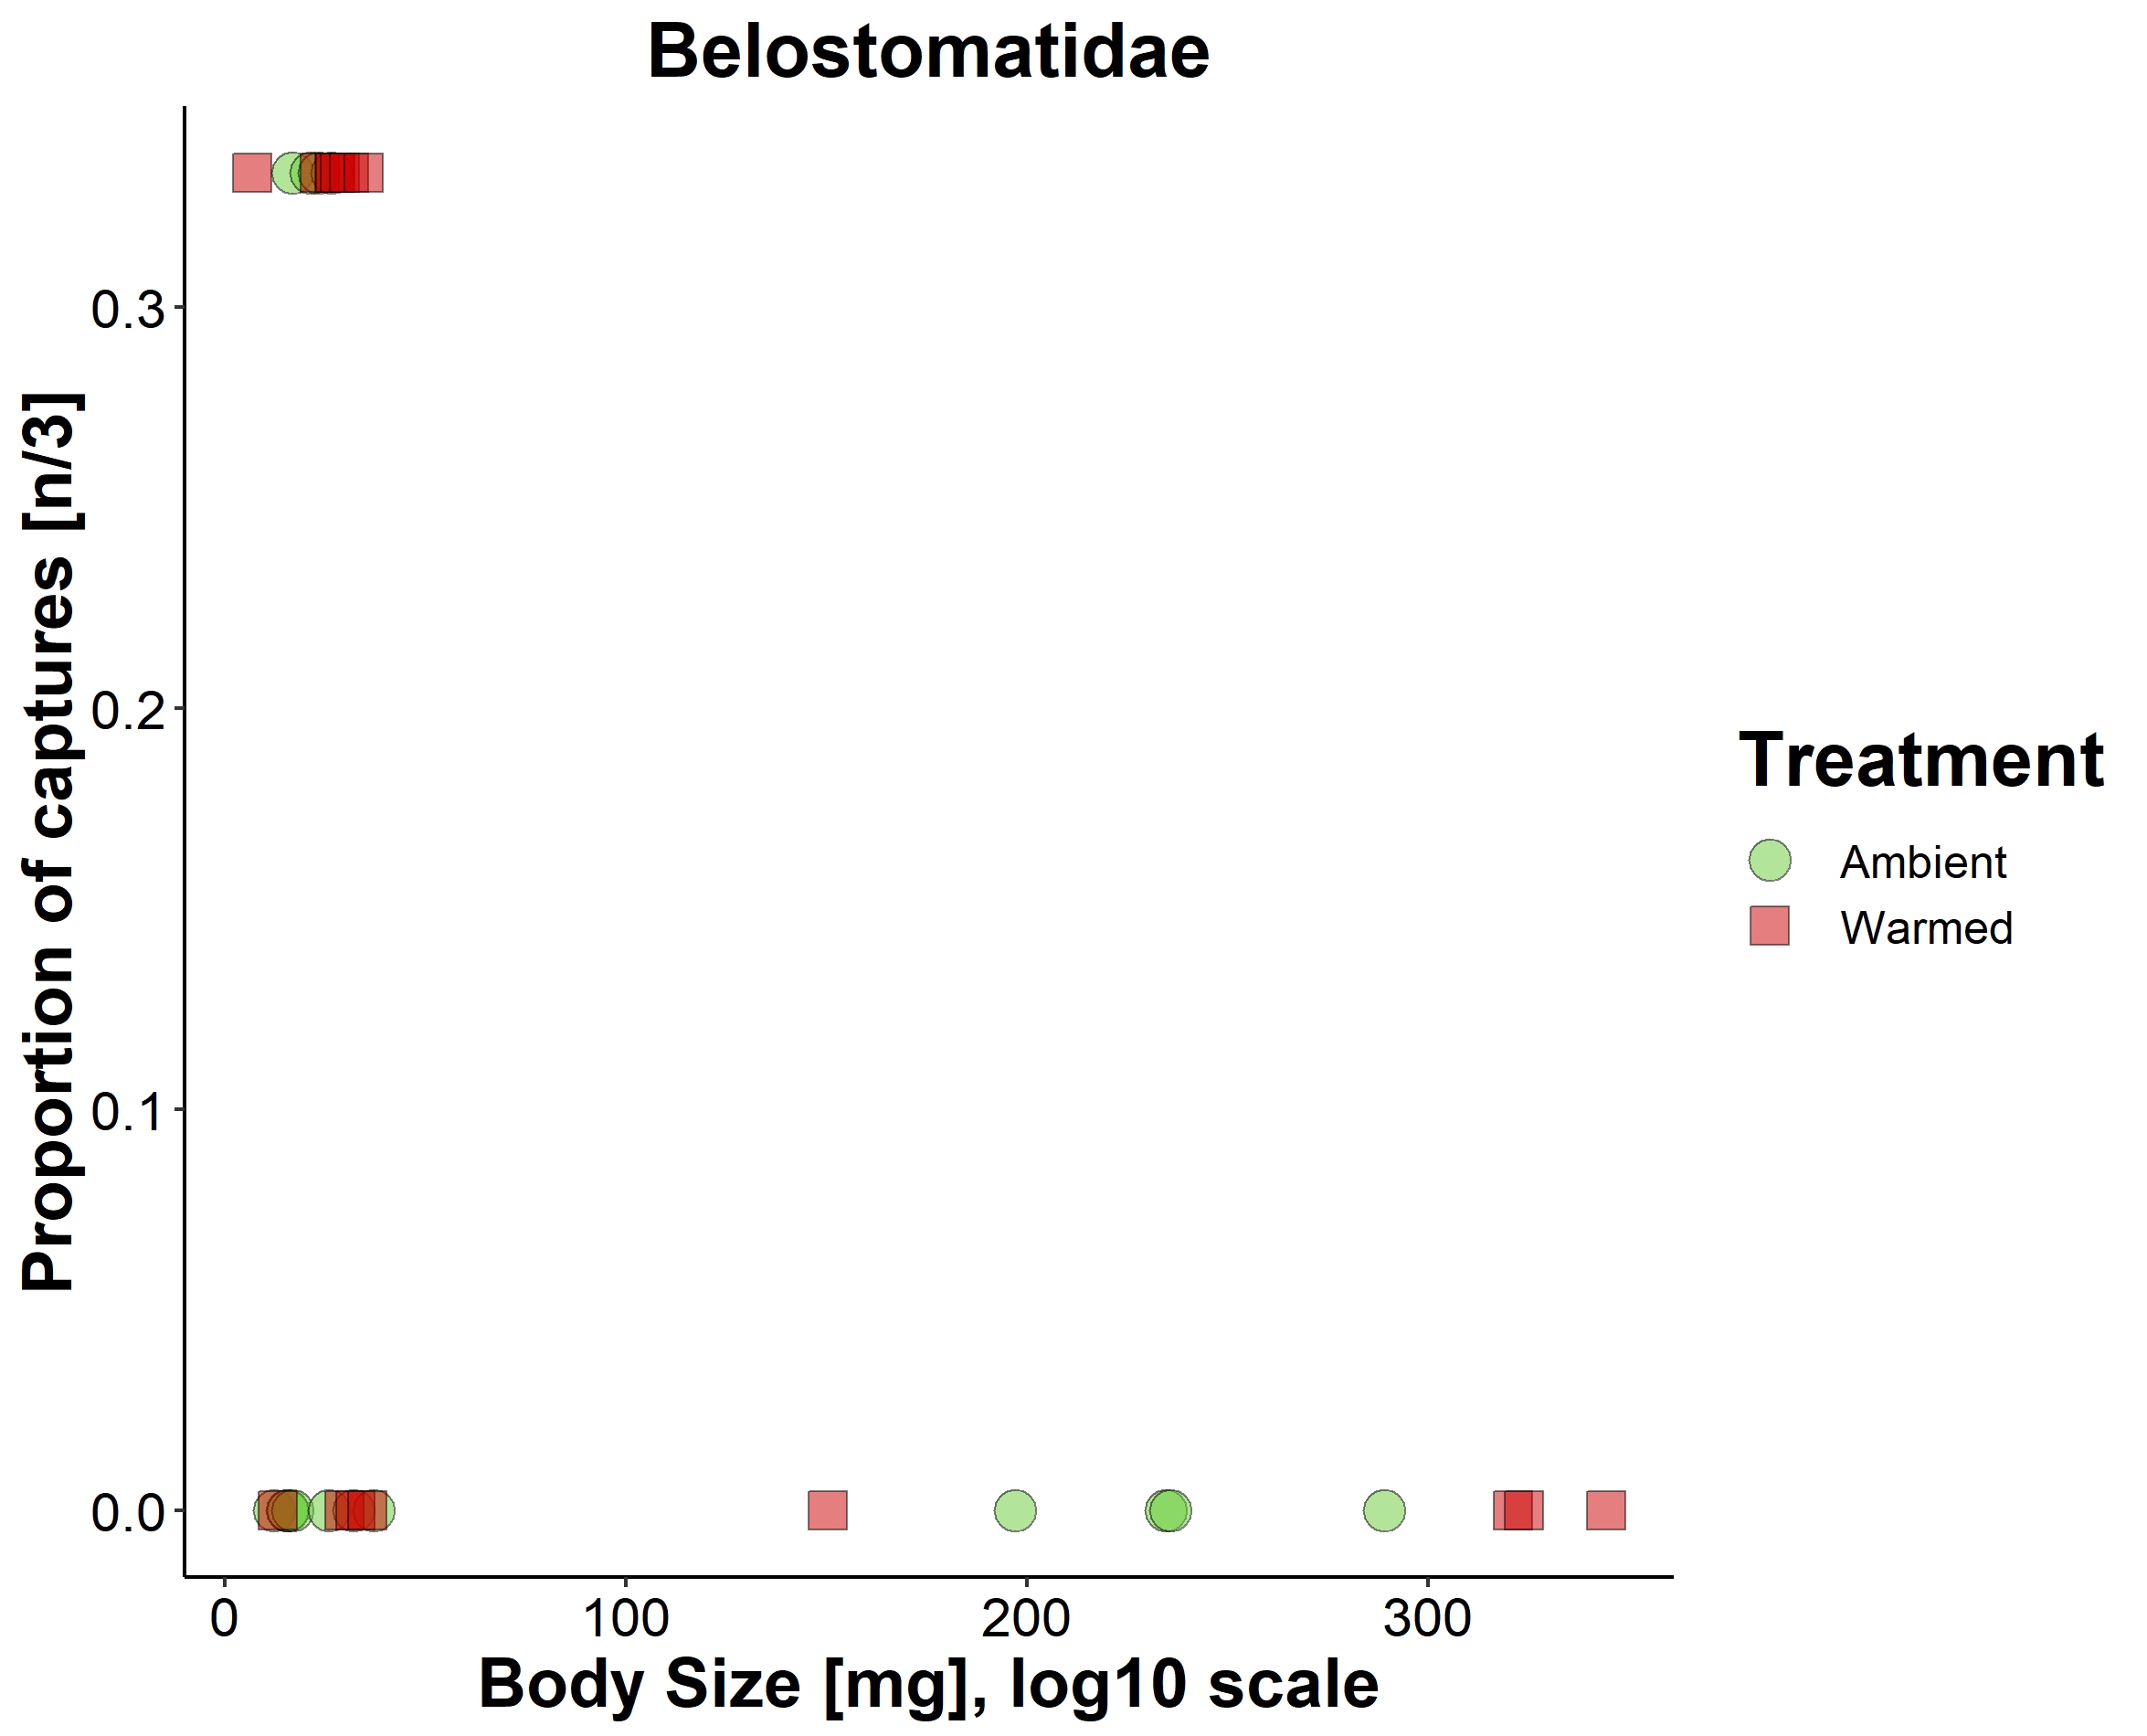 Belostomatidae
Proportion of captures [n/3]
0.3
0.2
0.1
0.0
0
100
200
300
Body Size [mg], log10 scale
Treatment
Ambient
Warmed